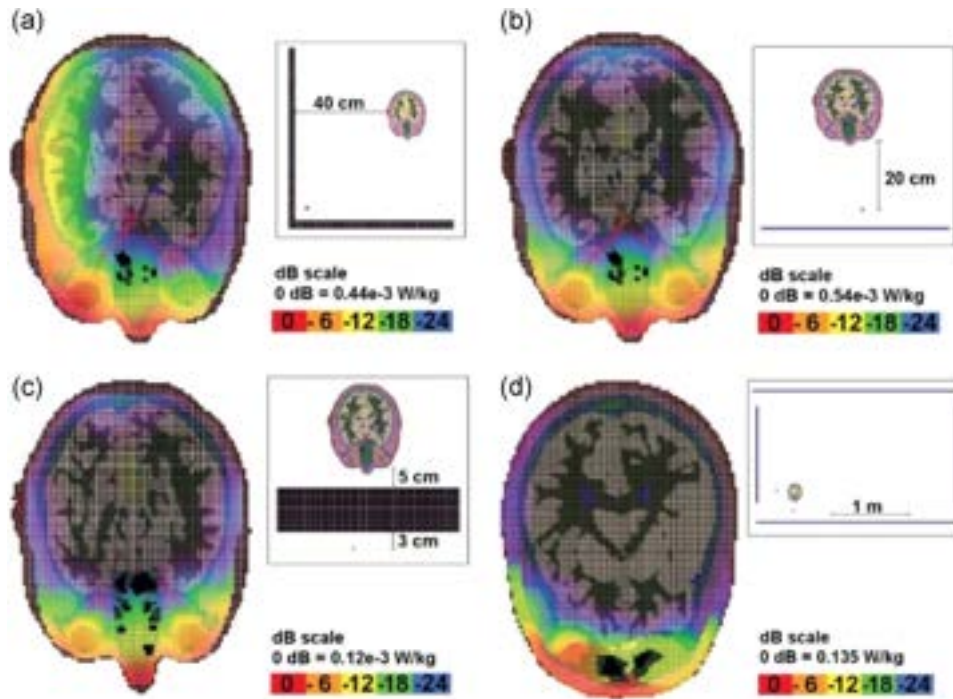 (a)
40 cm
dB scale
0 dB = 0.44e-3 W/kg
0 - 6 -12 -18 -24
(b)
20 cm
dB scale
0 dB = 0.54e-3 W/kg
0 - 6 -12 -18 -24
(c)
5 cm
3 cm
dB scale
0 dB = 0.12e-3 W/kg
0 - 6 -12 -18 -24
(d)
1 m
dB scale
0 dB = 0.135 W/kg
0 - 6 -12 -18 -24